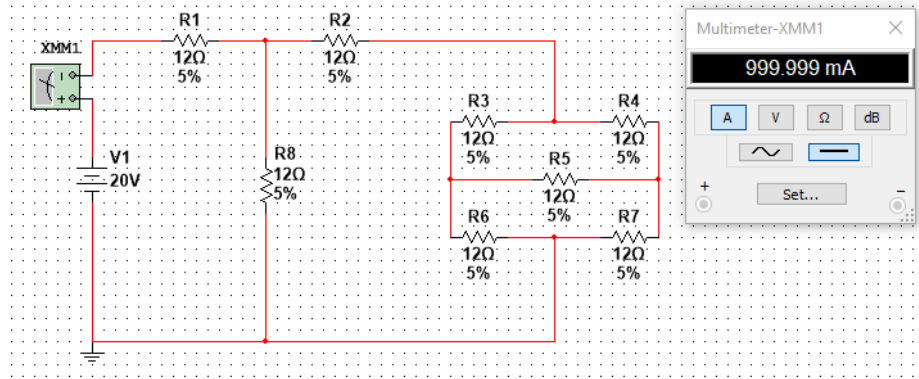 XMM1
R1
12Ω
5%
R2
12Ω
5%
R3
12Ω
5%
R4
12Ω
5%
R5
12Ω
5%
R6
12Ω
5%
R7
12Ω
5%
R8
12Ω
5%
V1
20V
Multimeter-XMM1
999.999 mA
A V Ω dB
+ Set... −